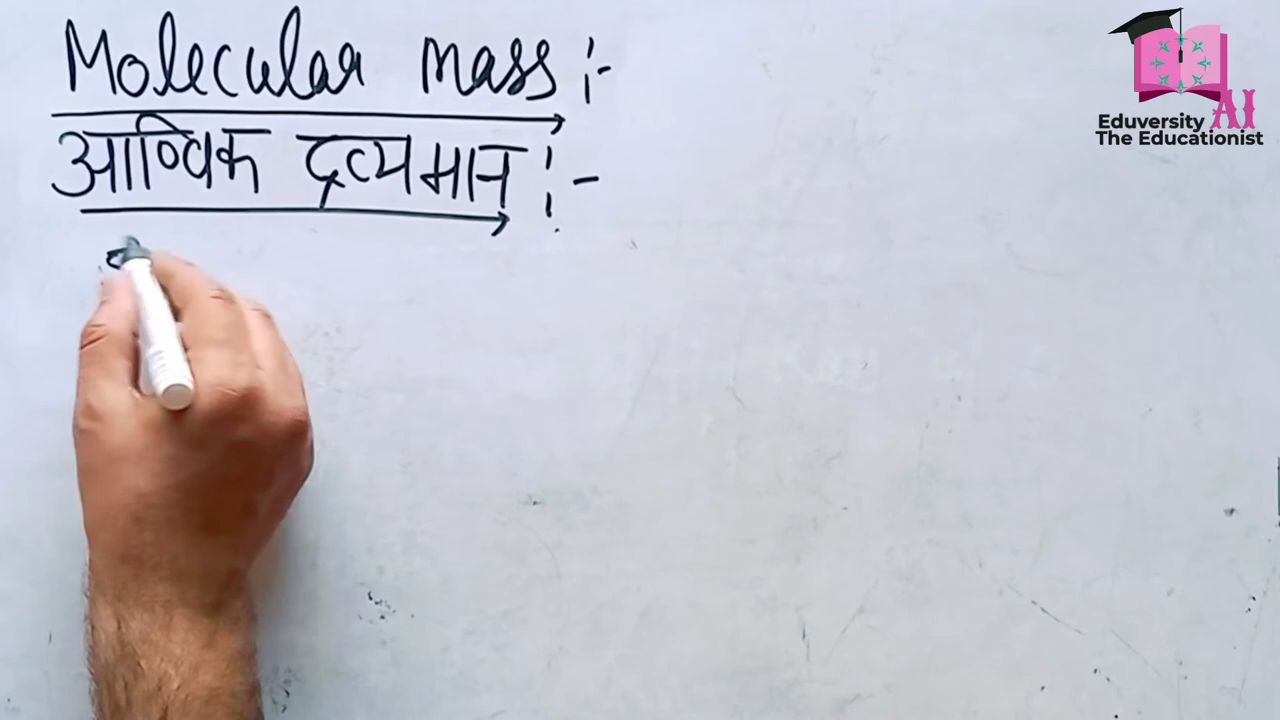 Molecular mass :-
आण्विक द्रव्यमान :-
Eduversity AI
The Educationist